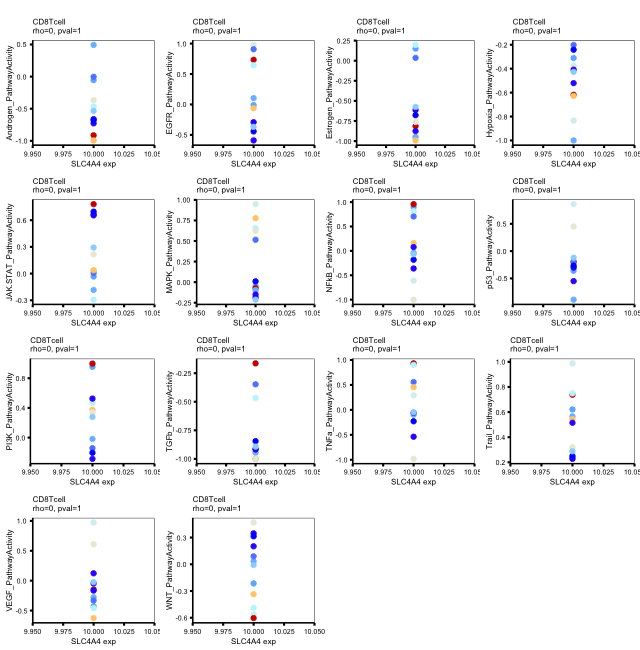 CD8Tcell
rho=0, pval=1
Androgen_PathwayActivity
0.5
0.0
-0.5
-1.0
9.950 9.975 10.000 10.025 10.05
SLC4A4 exp
CD8Tcell
rho=0, pval=1
EGFR_PathwayActivity
1.0
0.5
0.0
-0.5
9.950 9.975 10.000 10.025 10.05
SLC4A4 exp
CD8Tcell
rho=0, pval=1
Estrogen_PathwayActivity
0.25
0.00
-0.25
-0.50
-0.75
-1.00
9.950 9.975 10.000 10.025 10.05
SLC4A4 exp
CD8Tcell
rho=0, pval=1
Hypoxia_PathwayActivity
-0.2
-0.4
-0.6
-0.8
-1.0
9.950 9.975 10.000 10.025 10.05
SLC4A4 exp
CD8Tcell
rho=0, pval=1
JAK.STAT_PathwayActivity
0.6
0.3
0.0
-0.3
9.950 9.975 10.000 10.025 10.05
SLC4A4 exp
CD8Tcell
rho=0, pval=1
MAPK_PathwayActivity
1.00
0.75
0.50
0.25
0.00
-0.25
9.950 9.975 10.000 10.025 10.05
SLC4A4 exp
CD8Tcell
rho=0, pval=1
NFkB_PathwayActivity
1.0
0.5
0.0
-0.5
-1.0
9.950 9.975 10.000 10.025 10.05
SLC4A4 exp
CD8Tcell
rho=0, pval=1
p53_PathwayActivity
0.5
0.0
-0.5
9.950 9.975 10.000 10.025 10.05
SLC4A4 exp
CD8Tcell
rho=0, pval=1
PI3K_PathwayActivity
0.8
0.4
0.0
9.950 9.975 10.000 10.025 10.05
SLC4A4 exp
CD8Tcell
rho=0, pval=1
TGFb_PathwayActivity
-0.25
-0.50
-0.75
-1.00
9.950 9.975 10.000 10.025 10.05
SLC4A4 exp
CD8Tcell
rho=0, pval=1
TNFa_PathwayActivity
1.0
0.5
0.0
-0.5
-1.0
9.950 9.975 10.000 10.025 10.05
SLC4A4 exp
CD8Tcell
rho=0, pval=1
Trail_PathwayActivity
1.0
0.8
0.6
0.4
0.2
9.950 9.975 10.000 10.025 10.05
SLC4A4 exp
CD8Tcell
rho=0, pval=1
VEGF_PathwayActivity
1.0
0.5
0.0
-0.5
9.950 9.975 10.000 10.025 10.05
SLC4A4 exp
CD8Tcell
rho=0, pval=1
WNT_PathwayActivity
0.3
0.0
-0.3
-0.6
9.950 9.975 10.000 10.025 10.050
SLC4A4 exp